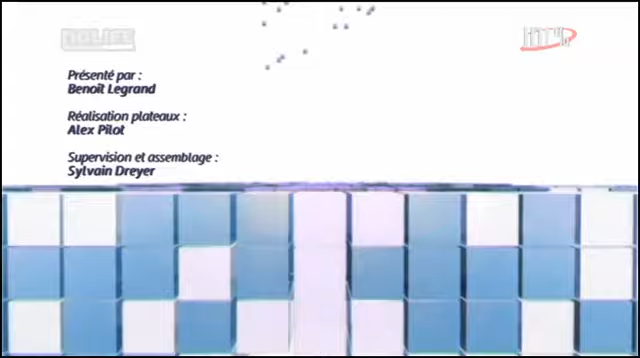 Présenté par :
Benoît Legrand
Réalisation plateaux :
Alex Pilot
Supervision et assemblage :
Sylvain Dreyer